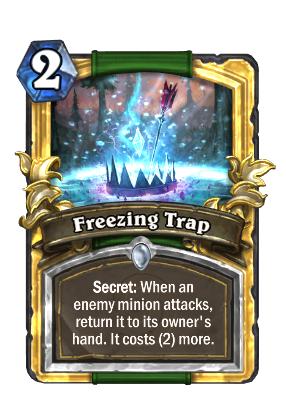 2
Freezing Trap
Secret: When an
enemy minion attacks,
return it to its owner's
hand. It costs (2) more.